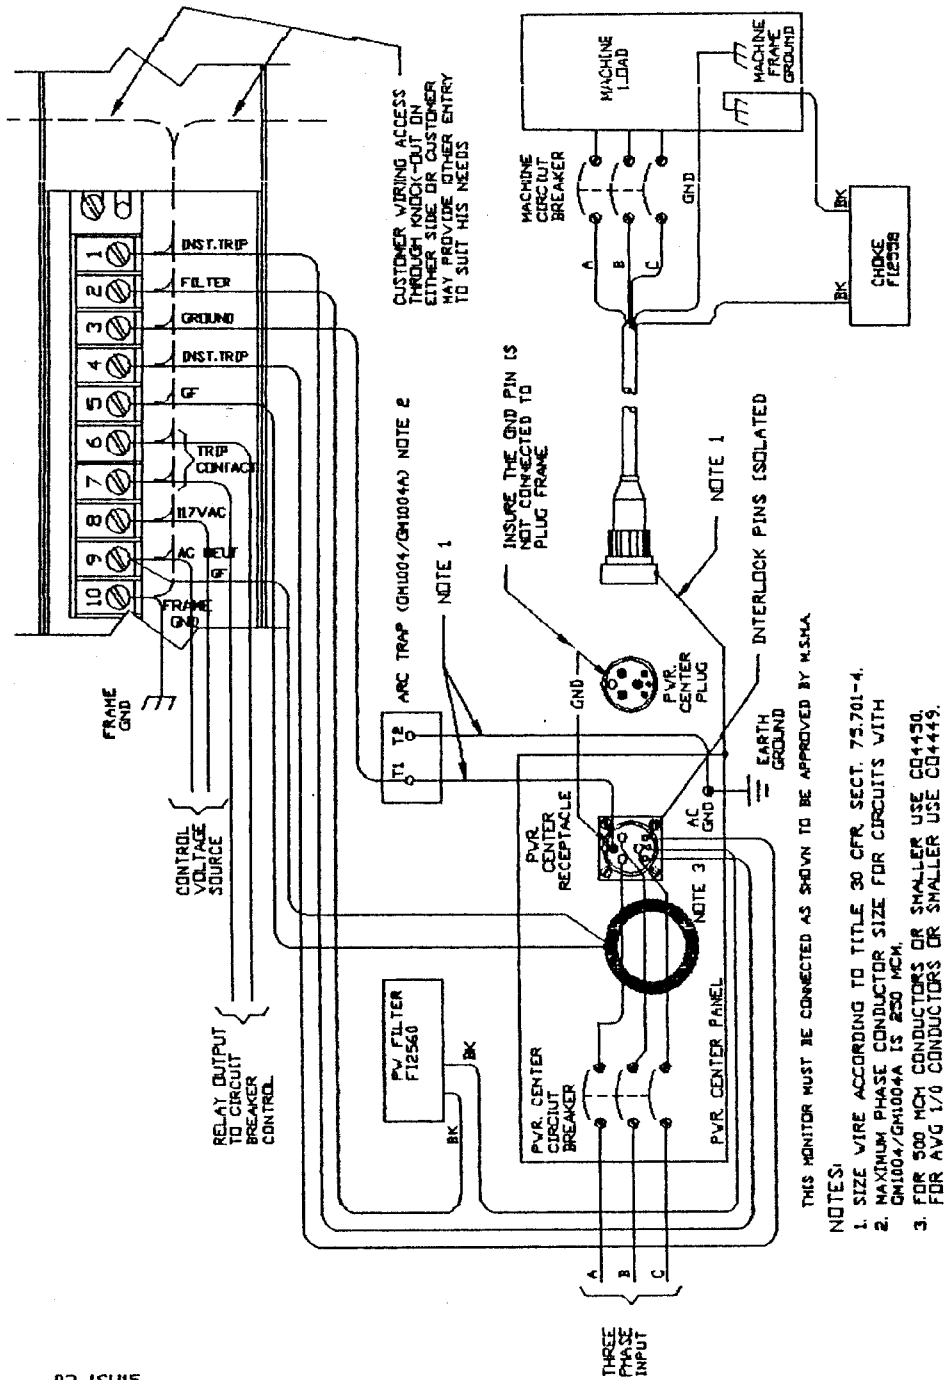 CUSTOMER WIRING ACCESS
THROUGH KNOCK-OUT ON
EITHER SIDE OR CUSTOMER
MAY PROVIDE OTHER ENTRY
TO SUIT HIS NEEDS
1
2
3
4
5
6
7
8
9
10
INST.TRIP
FILTER
GROUND
INST.TRIP
GF
TRIP
CONTACT
117VAC
AC NEUT
GF
FRAME
GND
FRAME
GND
CONTROL
VOLTAGE
SOURCE
RELAY OUTPUT
TO CIRCUIT
BREAKER
CONTROL
ARC TRAP (GM1004/GM1004A) NOTE 2
T1 T2
NOTE 1
PW FILTER
F12560
BK
BK
INSURE THE GND PIN IS
NOT CONNECTED TO
PLUG FRAME
GND
PWR.
CENTER
PLUG
PWR.
CENTER
RECEPTACLE
AC
GND
EARTH
GROUND
NOTE 3
NOTE 1
INTERLOCK PINS ISOLATED
PWR. CENTER
CIRCIUT
BREAKER
PWR CENTER PANEL
A
B
C
THREE
PHASE
INPUT
MACHINE
CIRCIUT
BREAKER
A
B
C
GND
MACHINE
LOAD
MACHINE
FRAME
GROUND
BK
BK
CHOKE
F12558
THIS MONITOR MUST BE CONNECTED AS SHOWN TO BE APPROVED BY M.S.H.A.
NOTES:
1. SIZE WIRE ACCORDING TO TITLE 30 CFR, SECT. 75.701-4.
2. MAXIMUM PHASE CONDUCTOR SIZE FOR CIRCUITS WITH
GM1004/GM1004A IS 250 MCM.
3. FOR 500 MCM CONDUCTORS OR SMALLER USE CO4450.
FOR AWG 1/0 CONDUCTORS OR SMALLER USE CO4449.